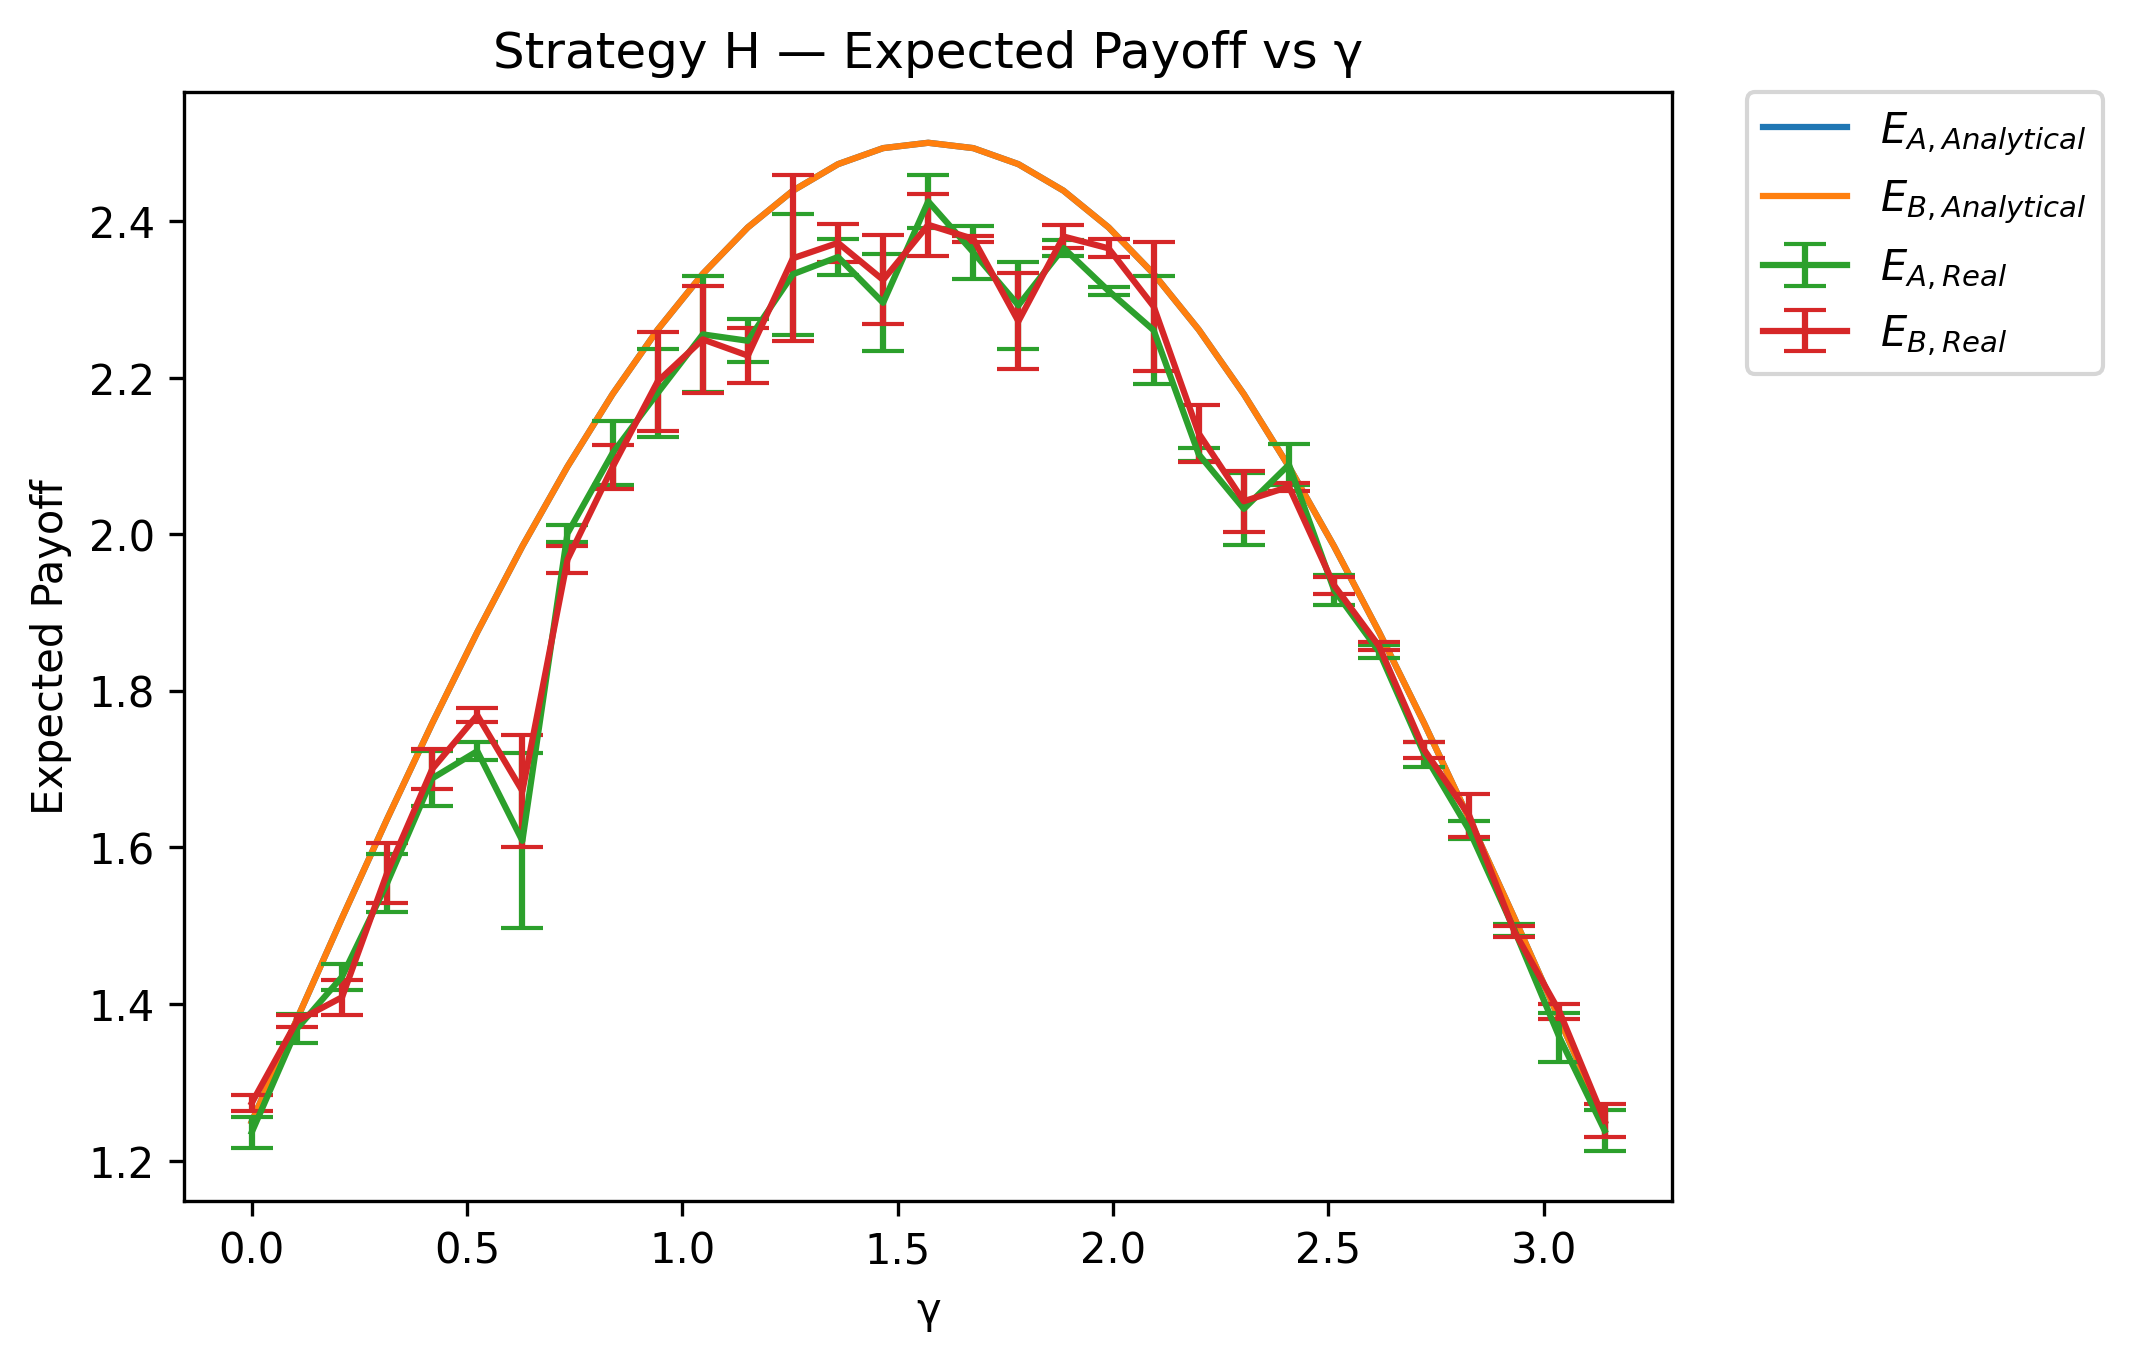 Strategy H — Expected Payoff vs γ
E_{A, Analytical}
E_{B, Analytical}
E_{A, Real}
E_{B, Real}
Expected Payoff
2.4
2.2
2.0
1.8
1.6
1.4
1.2
0.0 0.5 1.0 1.5 2.0 2.5 3.0
γ